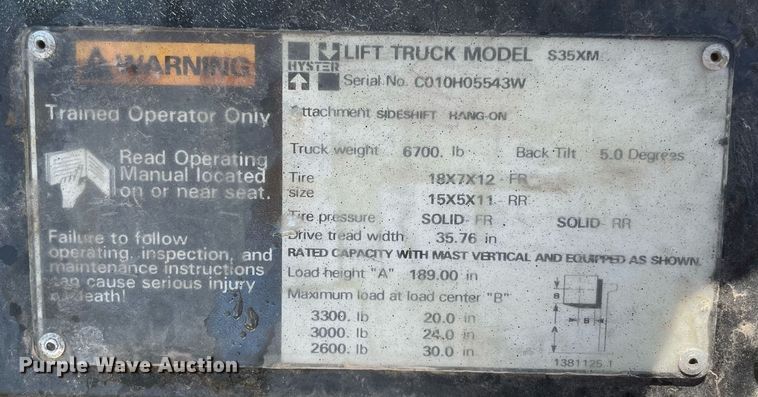 WARNING
Trained Operator Only
Read Operating
Manual located
on or near seat.
Failure to follow
operating, inspection, and
maintenance instructions
can cause serious injury
or death!
HYSTER
LIFT TRUCK MODEL S35XM
Serial No. C010H05543W
Attachment SIDESHIFT HANG-ON
Truck weight 6700. lb Back Tilt 5.0 Degrees
Tire 18X7X12 FR
size 15X5X11 RR
Tire pressure SOLID FR SOLID RR
Drive tread width 35.76 in
RATED CAPACITY WITH MAST VERTICAL AND EQUIPPED AS SHOWN.
Load height "A" 189.00 in
Maximum load at load center "B"
3300. lb 20.0 in
3000. lb 24.0 in
2600. lb 30.0 in
B
B
A
1381125.1
Purple Wave Auction